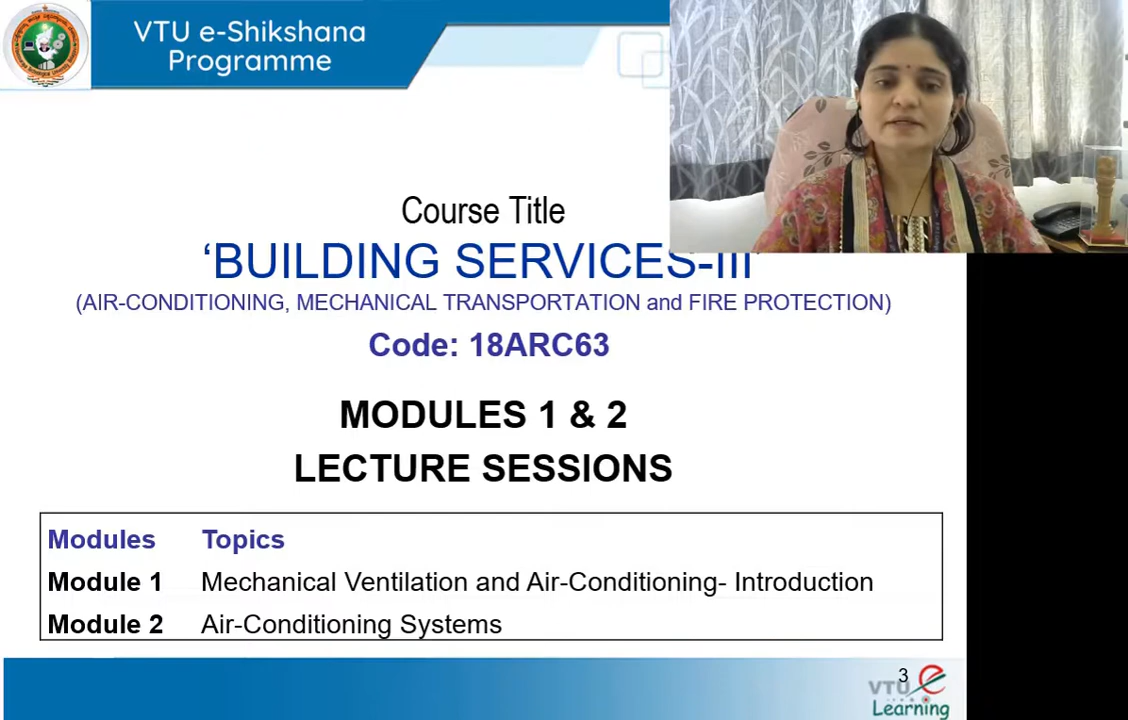 VTU e-Shikshana
Programme
Course Title
‘BUILDING SERVICES-III’
(AIR-CONDITIONING, MECHANICAL TRANSPORTATION and FIRE PROTECTION)
Code: 18ARC63
MODULES 1 & 2
LECTURE SESSIONS
Modules Topics
Module 1 Mechanical Ventilation and Air-Conditioning- Introduction
Module 2 Air-Conditioning Systems
3
VTU e
Learning